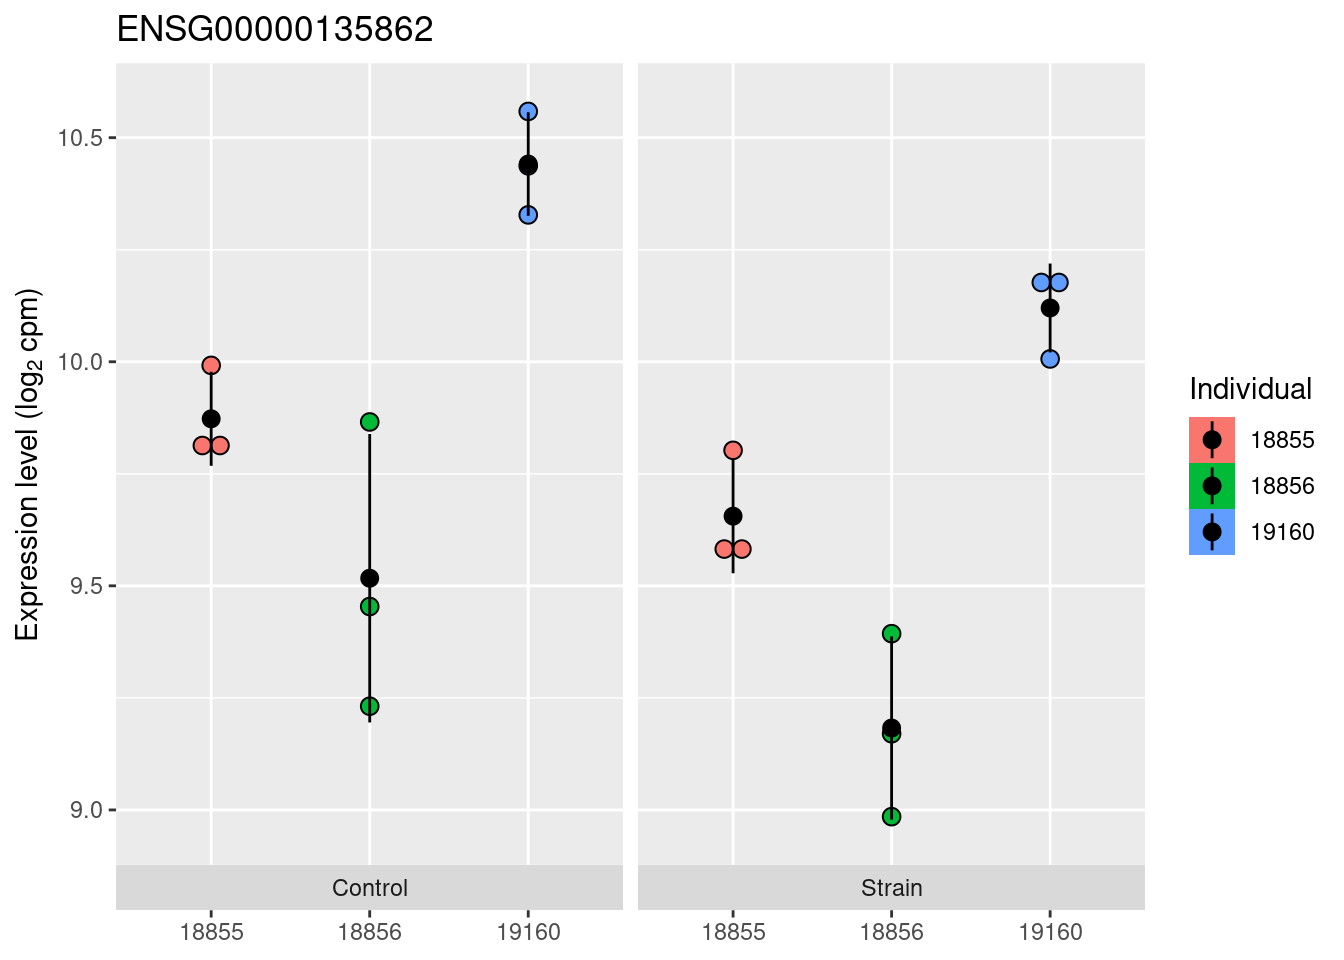 ENSG00000135862
Expression level (log₂ cpm)
10.5
10.0
9.5
9.0
Control
Strain
18855
18856
19160
18855
18856
19160
Individual
18855
18856
19160